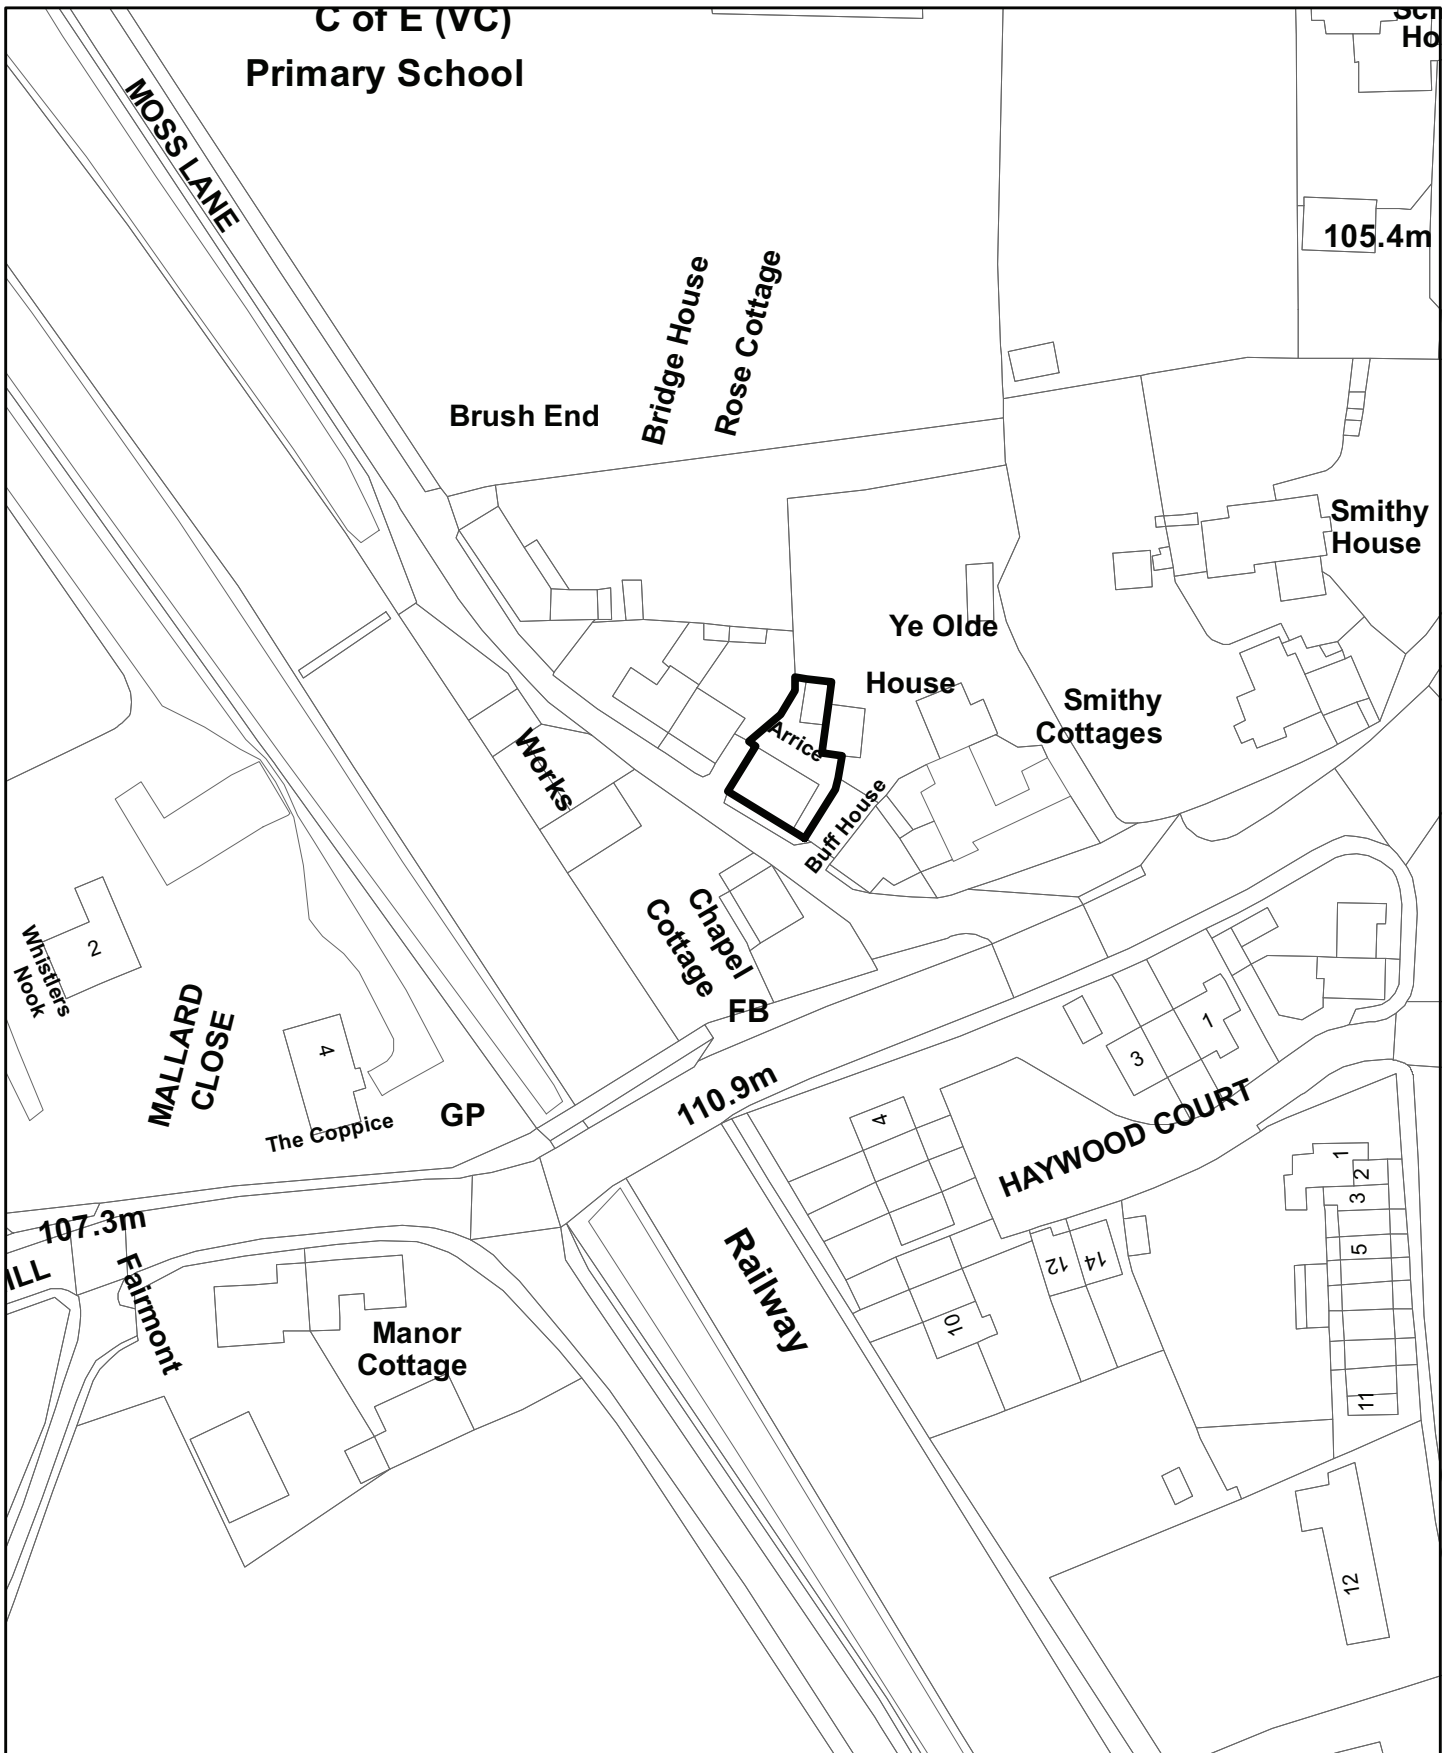 C of E (VC)
Primary School
Ho
MOSS LANE
105.4m
Bridge House
Rose Cottage
Brush End
Smithy
House
Ye Olde
House
Smithy
Cottages
Arrice
Works
Buff House
Chapel
Cottage
Whistlers
Nook
2
MALLARD
CLOSE
4
The Coppice
GP
FB
110.9m
1
3
4
HAYWOOD COURT
1
2
3
5
11
107.3m
ILL
Fairmont
Manor
Cottage
Railway
12
14
10
12